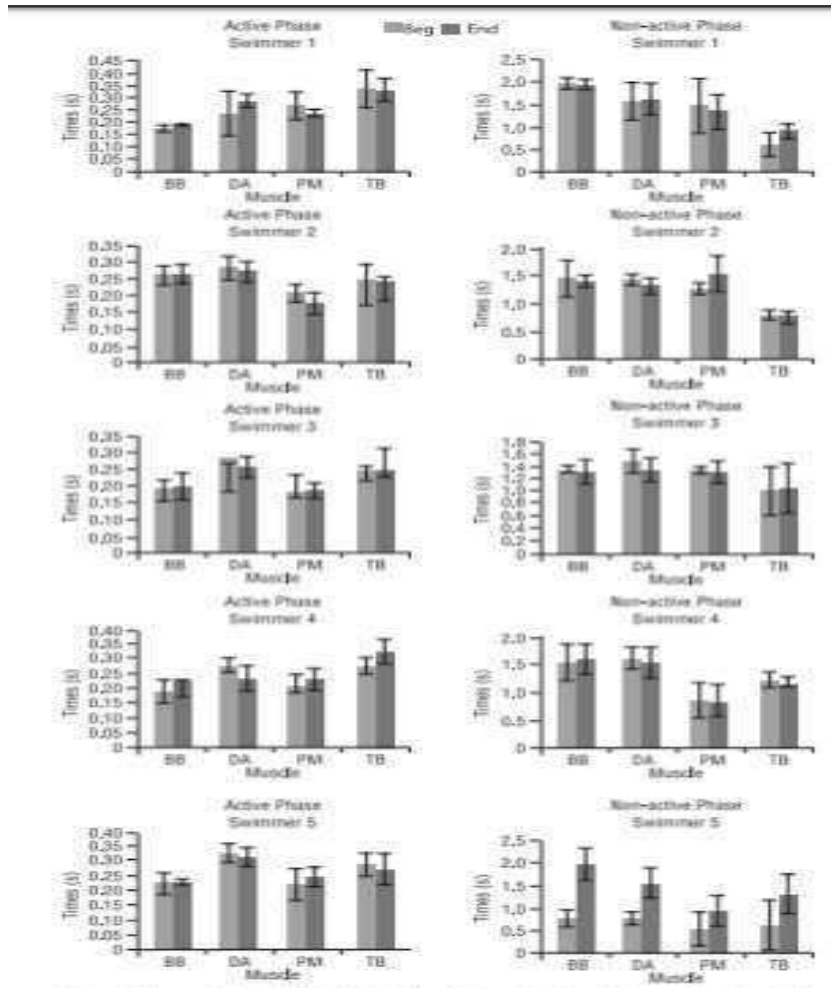 Active Phase
Swimmer 1
Beg End
Non-active Phase
Swimmer 1
Times (s)
0.45
0.40
0.35
0.30
0.25
0.20
0.15
0.10
0.05
0
BB DA PM TB
Muscle
Times (s)
2.5
2.0
1.5
1.0
0.5
0
BB DA PM TB
Muscle
Active Phase
Swimmer 2
Non-active Phase
Swimmer 2
Times (s)
0.35
0.30
0.25
0.20
0.15
0.10
0.05
0
BB DA PM TB
Muscle
Times (s)
2.0
1.5
1.0
0.5
0
BB DA PM TB
Muscle
Active Phase
Swimmer 3
Non-active Phase
Swimmer 3
Times (s)
0.35
0.30
0.25
0.20
0.15
0.10
0.05
0
BB DA PM TB
Muscle
Times (s)
1.8
1.6
1.4
1.2
1.0
0.8
0.6
0.4
0.2
0
BB DA PM TB
Muscle
Active Phase
Swimmer 4
Non-active Phase
Swimmer 4
Times (s)
0.40
0.35
0.30
0.25
0.20
0.15
0.10
0.05
0
BB DA PM TB
Muscle
Times (s)
2.0
1.5
1.0
0.5
0
BB DA PM TB
Muscle
Active Phase
Swimmer 5
Non-active Phase
Swimmer 5
Times (s)
0.40
0.35
0.30
0.25
0.20
0.15
0.10
0.05
0
BB DA PM TB
Muscle
Times (s)
2.5
2.0
1.5
1.0
0.5
0
BB DA PM TB
Muscle